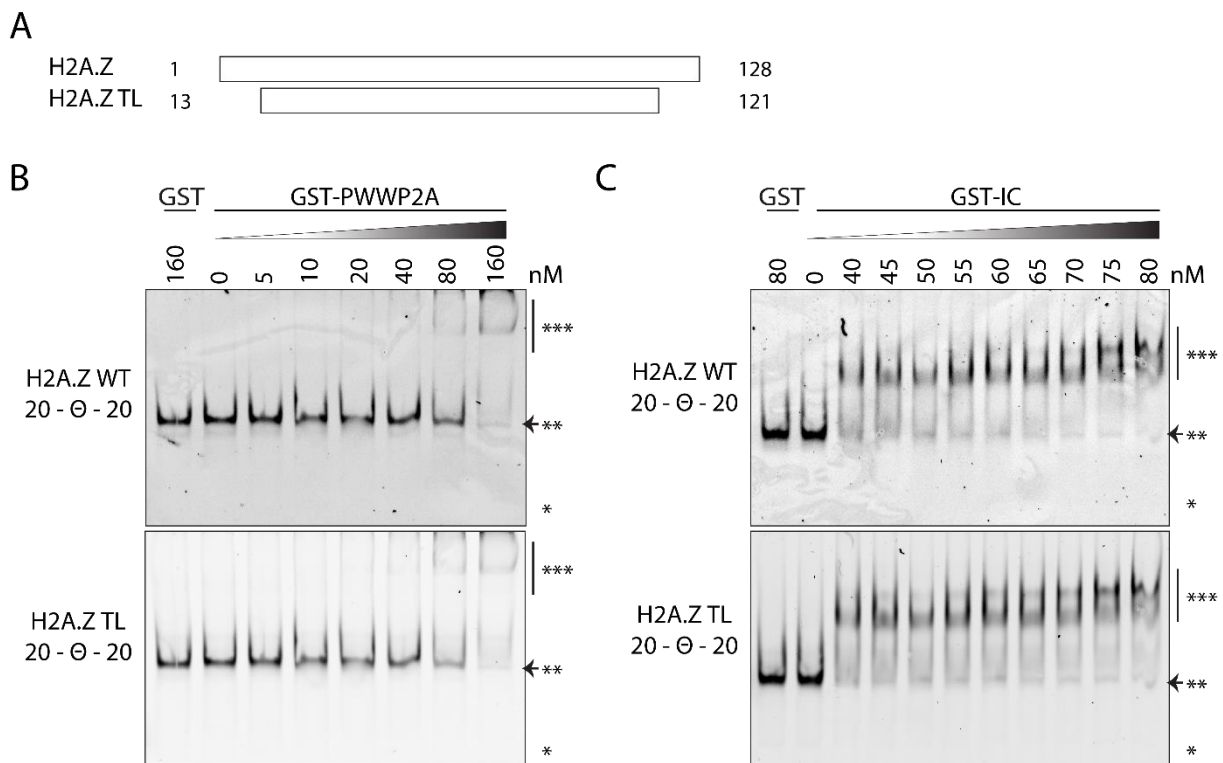 A
H2A.Z 1 128
H2A.Z TL 13 121
B
GST GST-PWWP2A
160 0 5 10 20 40 80 160 nM
H2A.Z WT
20 - Θ - 20
***
**
*
H2A.Z TL
20 - Θ - 20
***
**
*
C
GST GST-IC
80 0 40 45 50 55 60 65 70 75 80 nM
H2A.Z WT
20 - Θ - 20
***
**
*
H2A.Z TL
20 - Θ - 20
***
**
*